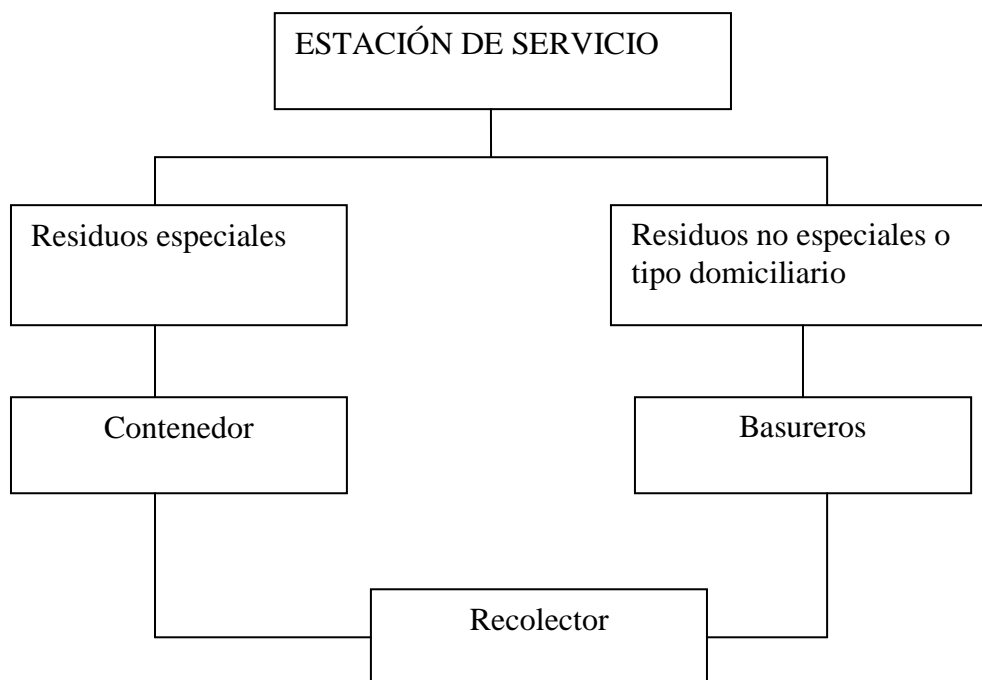 ESTACIÓN DE SERVICIO
Residuos especiales
Residuos no especiales o
tipo domiciliario
Contenedor
Basureros
Recolector